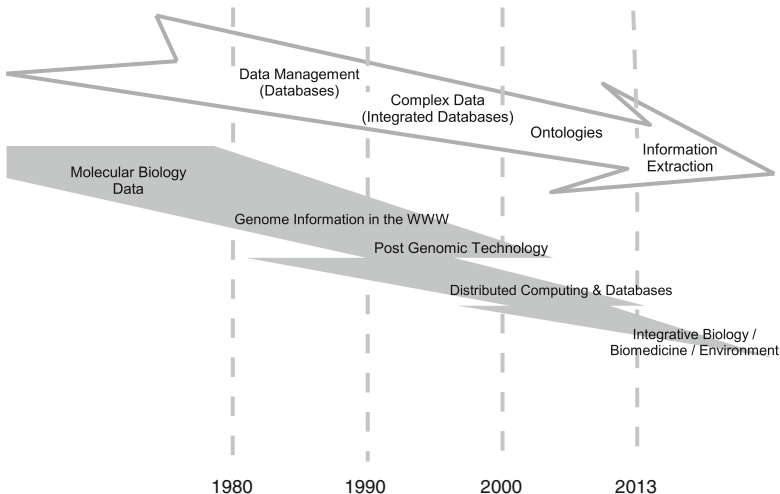 Data Management
(Databases)
Complex Data
(Integrated Databases)
Ontologies
Information
Extraction
Molecular Biology
Data
Genome Information in the WWW
Post Genomic Technology
Distributed Computing & Databases
Integrative Biology /
Biomedicine / Environment
1980 1990 2000 2013